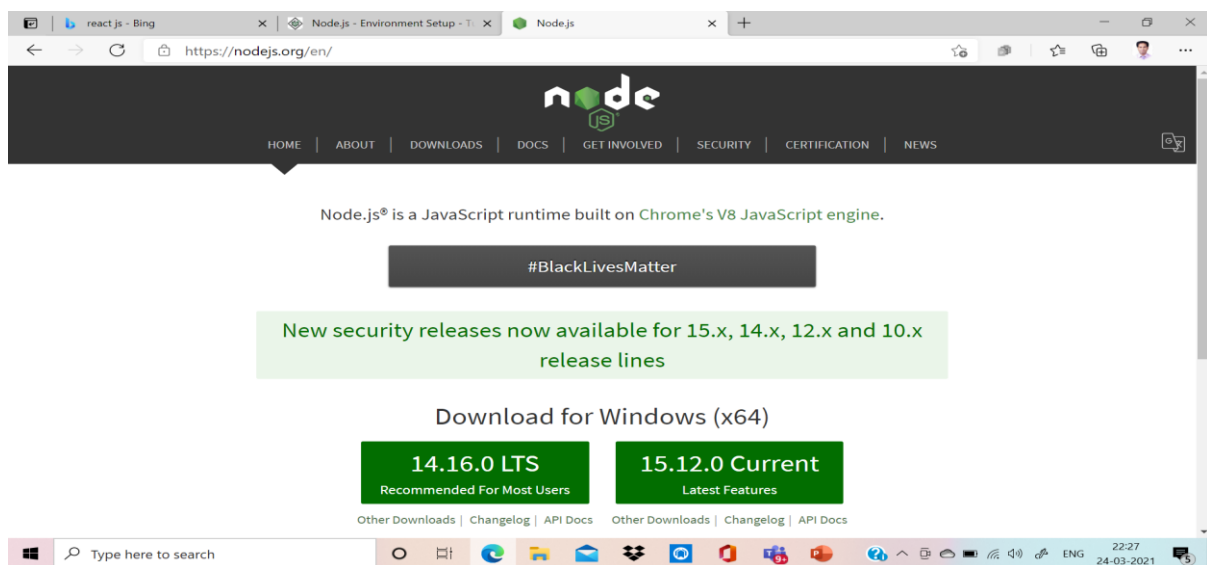 react js - Bing
Node.js - Environment Setup - T
Node.js
https://nodejs.org/en/
node
JS
HOME | ABOUT | DOWNLOADS | DOCS | GET INVOLVED | SECURITY | CERTIFICATION | NEWS
Node.js® is a JavaScript runtime built on Chrome's V8 JavaScript engine.
#BlackLivesMatter
New security releases now available for 15.x, 14.x, 12.x and 10.x
release lines
Download for Windows (x64)
14.16.0 LTS
Recommended For Most Users
15.12.0 Current
Latest Features
Other Downloads | Changelog | API Docs
Other Downloads | Changelog | API Docs
Type here to search
ENG
22:27
24-03-2021